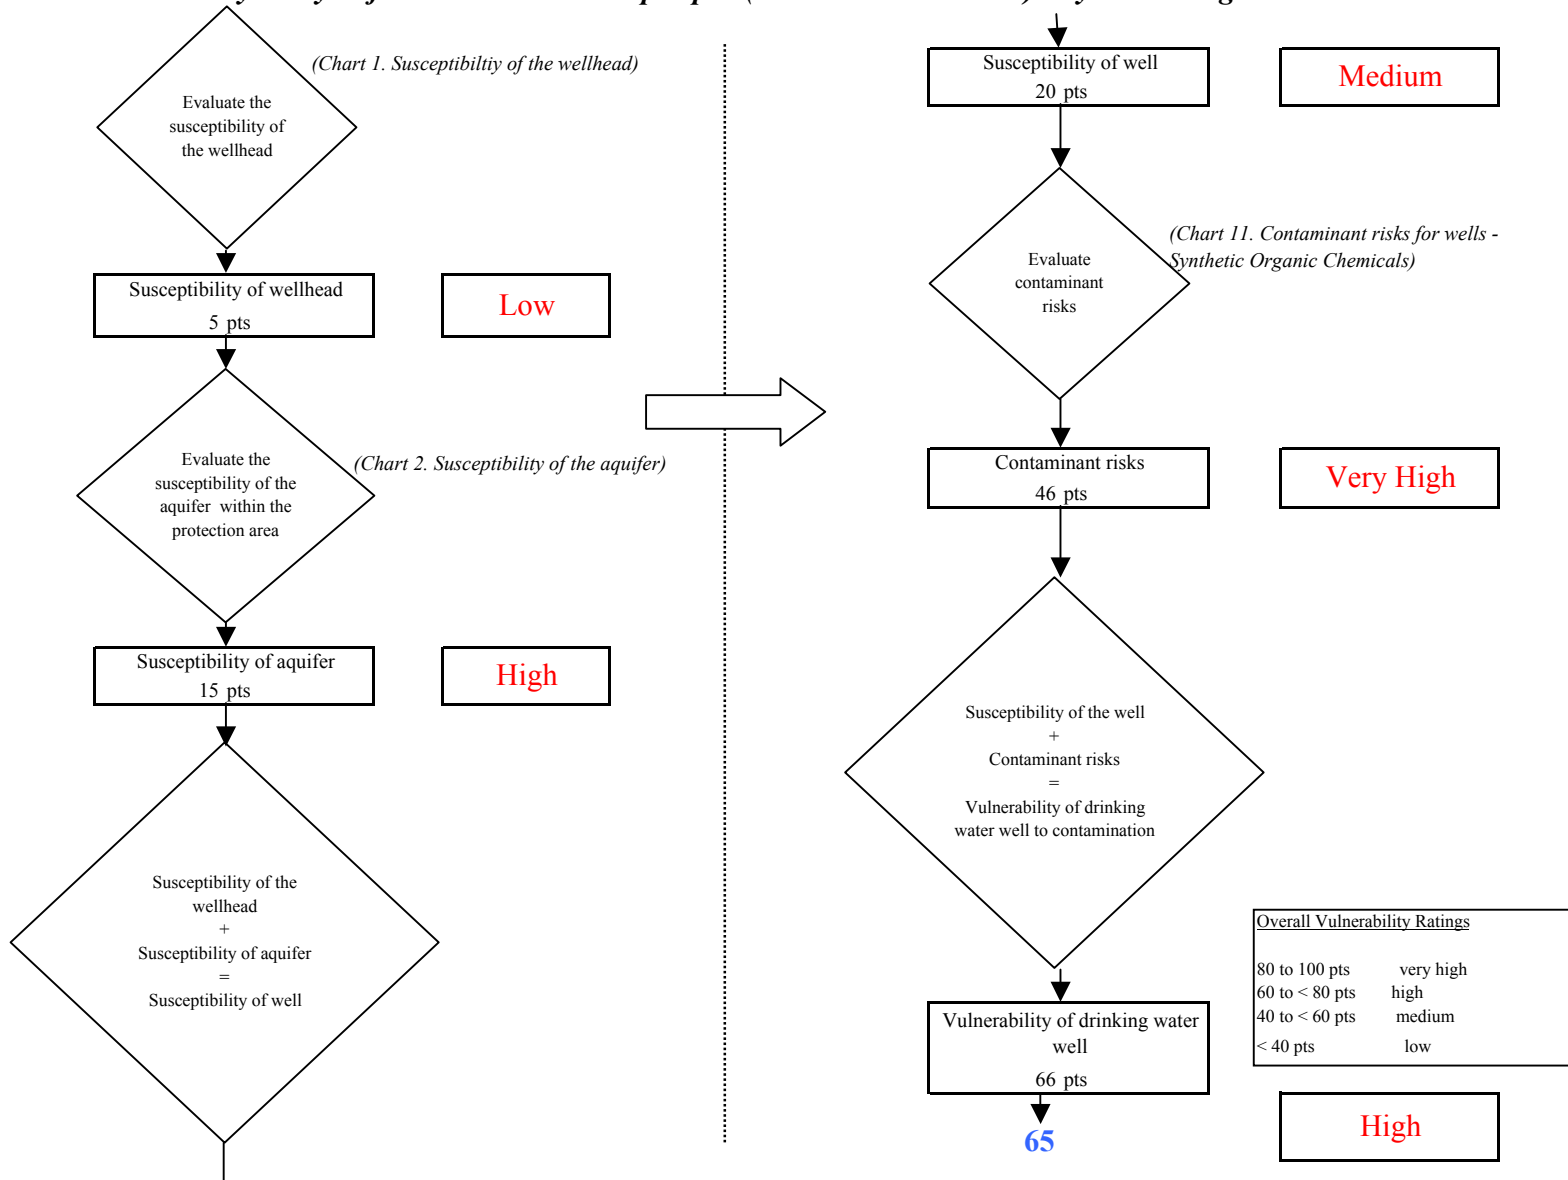 (Chart 1. Susceptibiltiy of the wellhead)
Evaluate the
susceptibility of
the wellhead
Susceptibility of wellhead
5 pts
Low
Evaluate the
susceptibility of the
aquifer within the
protection area
(Chart 2. Susceptibility of the aquifer)
Susceptibility of aquifer
15 pts
High
Susceptibility of the
wellhead
+
Susceptibility of aquifer
=
Susceptibility of well
Susceptibility of well
20 pts
Medium
Evaluate
contaminant
risks
(Chart 11. Contaminant risks for wells -
Synthetic Organic Chemicals)
Contaminant risks
46 pts
Very High
Susceptibility of the well
+
Contaminant risks
=
Vulnerability of drinking
water well to contamination
Overall Vulnerability Ratings
80 to 100 pts very high
60 to < 80 pts high
40 to < 60 pts medium
< 40 pts low
Vulnerability of drinking water
well
66 pts
65
High